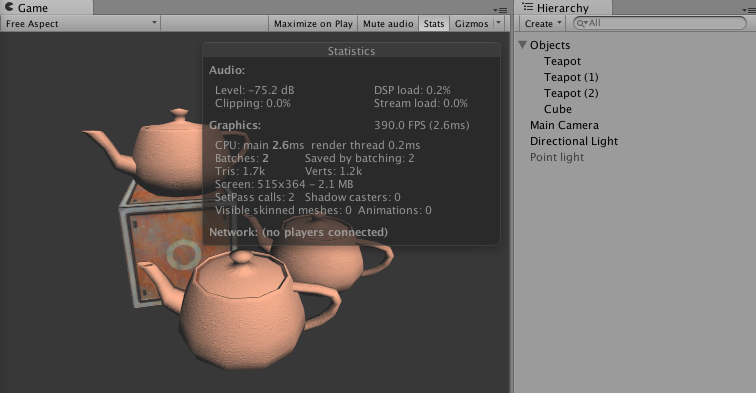 Game
Free Aspect
Maximize on Play
Mute audio
Stats
Gizmos
Statistics
Audio:
Level: -75.2 dB DSP load: 0.2%
Clipping: 0.0% Stream load: 0.0%
Graphics: 390.0 FPS (2.6ms)
CPU: main 2.6ms render thread 0.2ms
Batches: 2 Saved by batching: 2
Tris: 1.7k Verts: 1.2k
Screen: 515x364 - 2.1 MB
SetPass calls: 2 Shadow casters: 0
Visible skinned meshes: 0 Animations: 0
Network: (no players connected)
Hierarchy
Create
All
Objects
Teapot
Teapot (1)
Teapot (2)
Cube
Main Camera
Directional Light
Point light